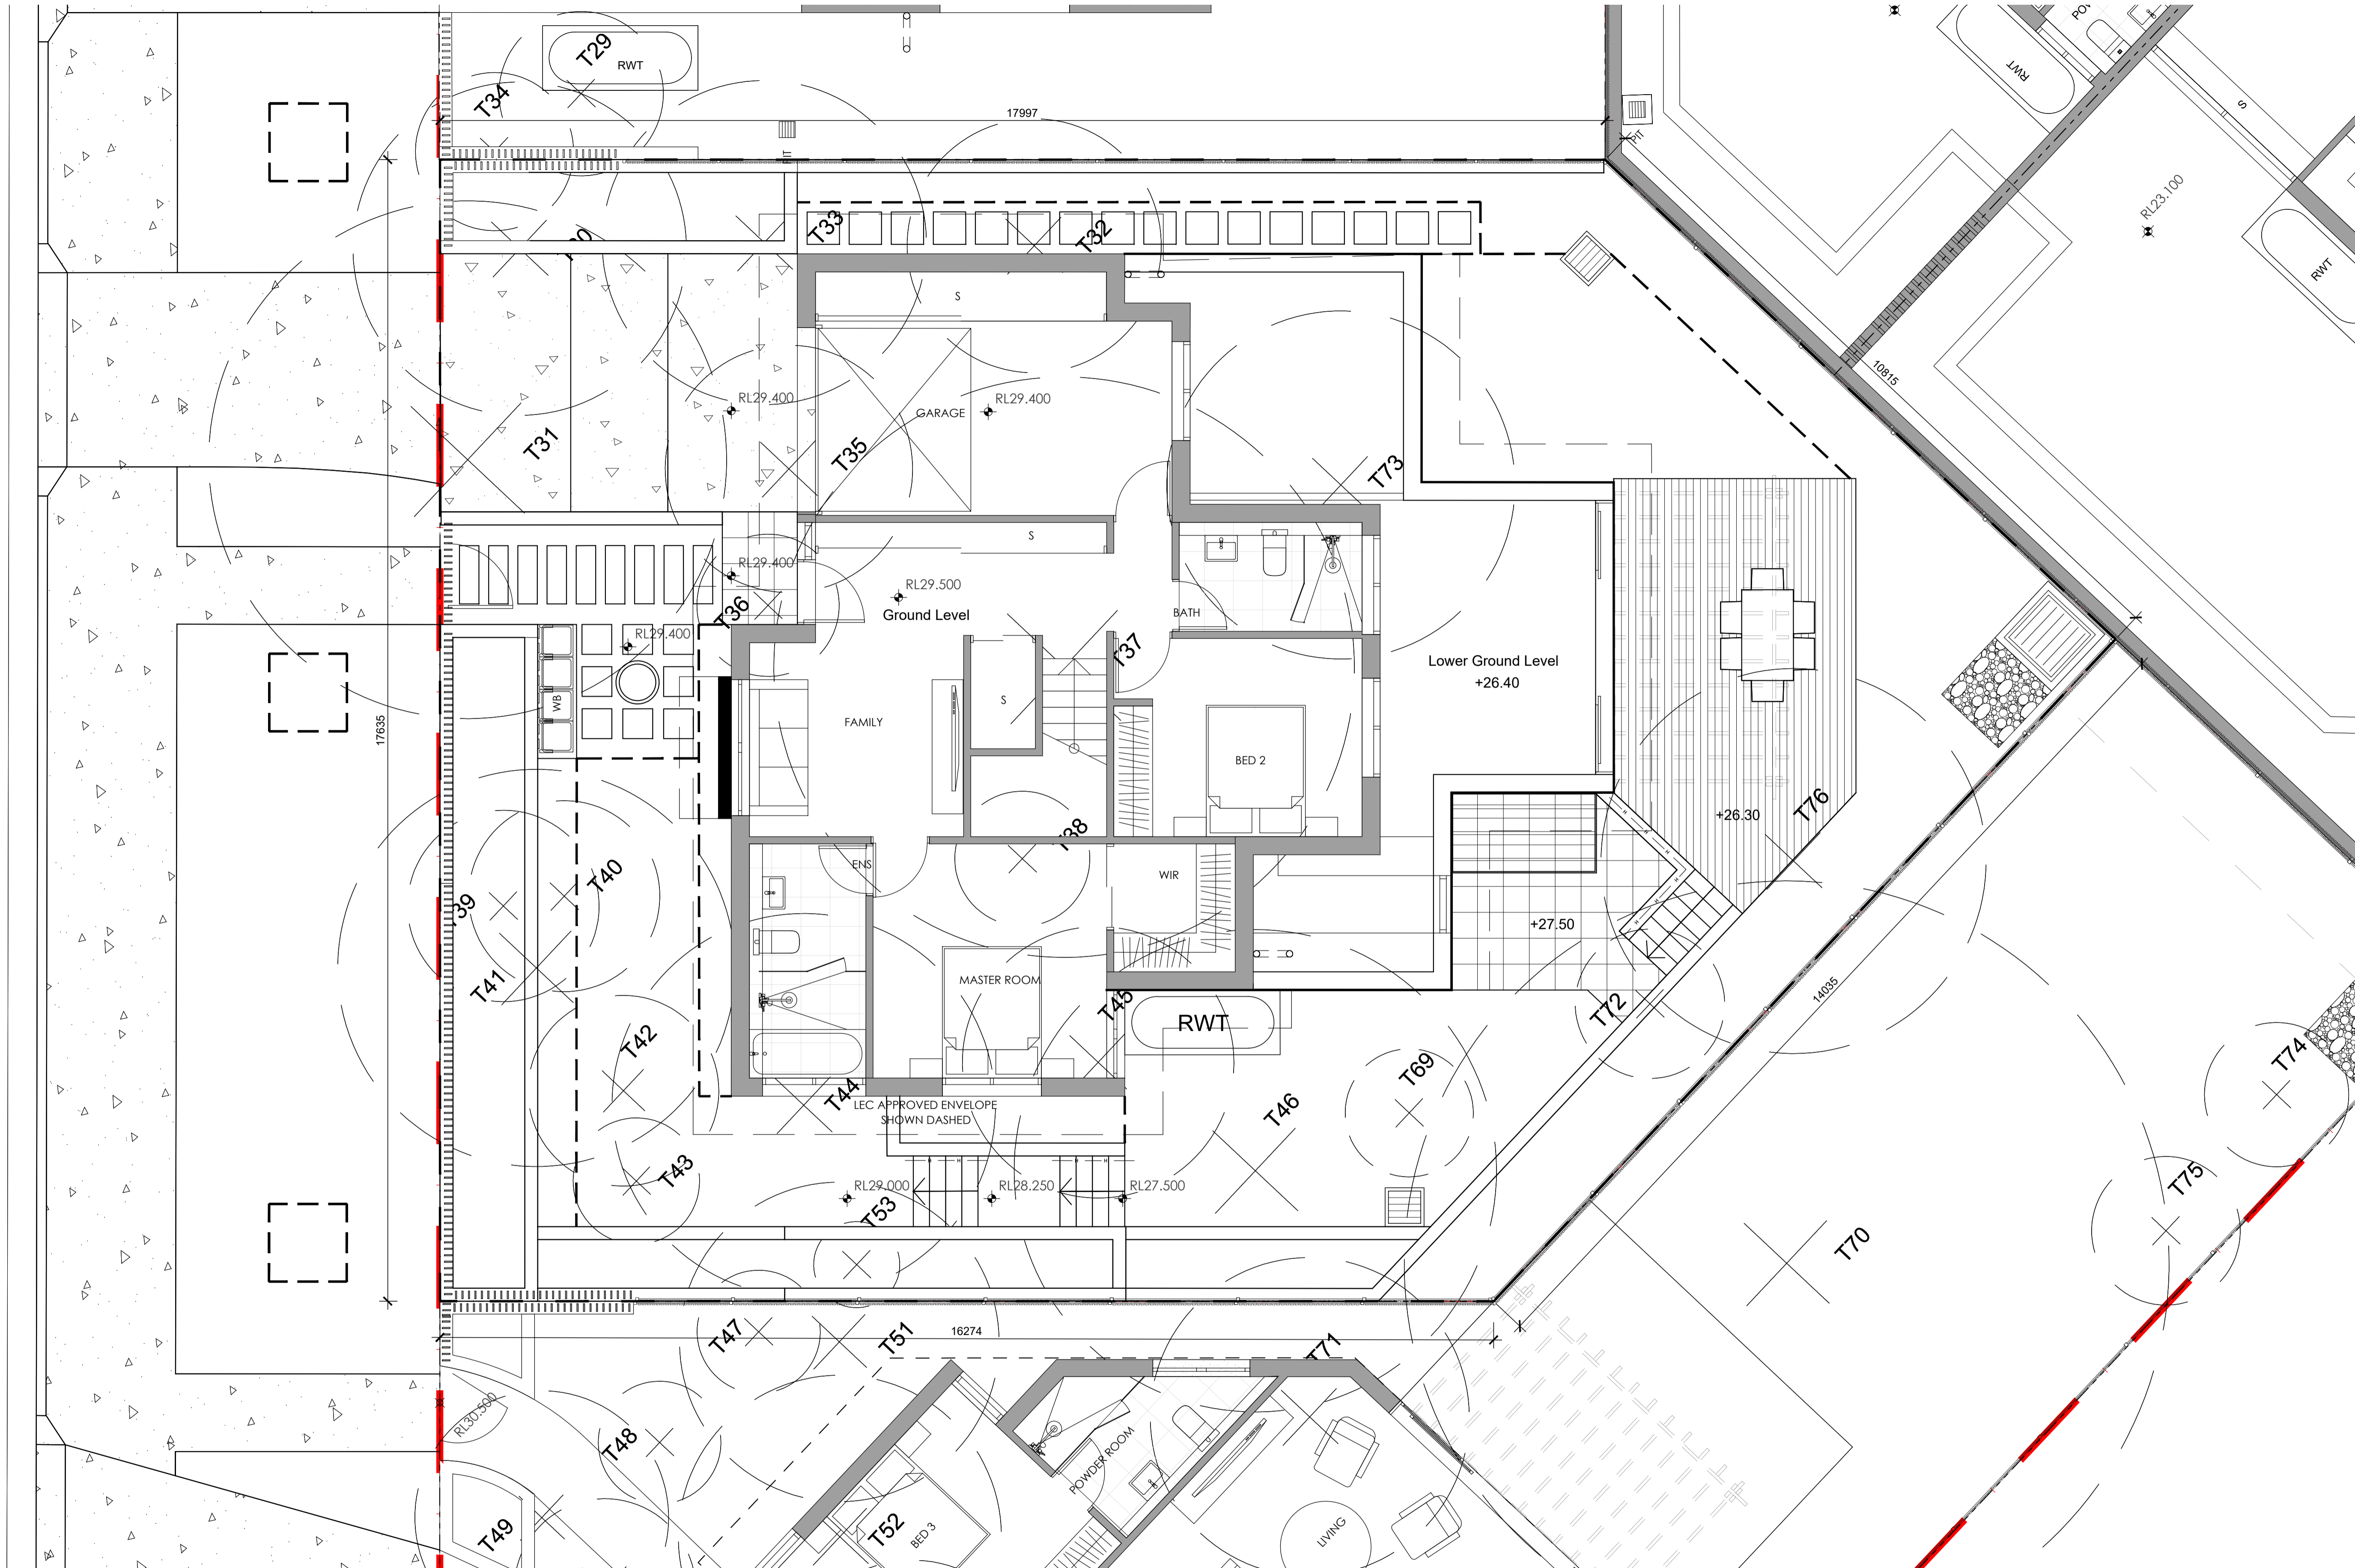 T29
RWT
T34
17997
PIT
PIT
RWT
S
RL23.100
RWT
T33
T32
S
10815
RL29.400
GARAGE
RL29.400
T31
T35
T73
S
RL29.400
RL29.500
Ground Level
BATH
T36
RL29.400
T37
Lower Ground Level
+26.40
WB
S
FAMILY
17635
BED 2
+26.30
T76
T38
ENS
WIR
T40
T39
T41
+27.50
MASTER ROOM
14035
T45
RWT
T72
T42
T69
T74
T44
LEC APPROVED ENVELOPE
SHOWN DASHED
T46
T43
T75
RL29.000
RL28.250
RL27.500
T53
T70
16274
T47
T51
T71
RL30.500
T48
POWDER ROOM
T49
T52
BED 3
LIVING